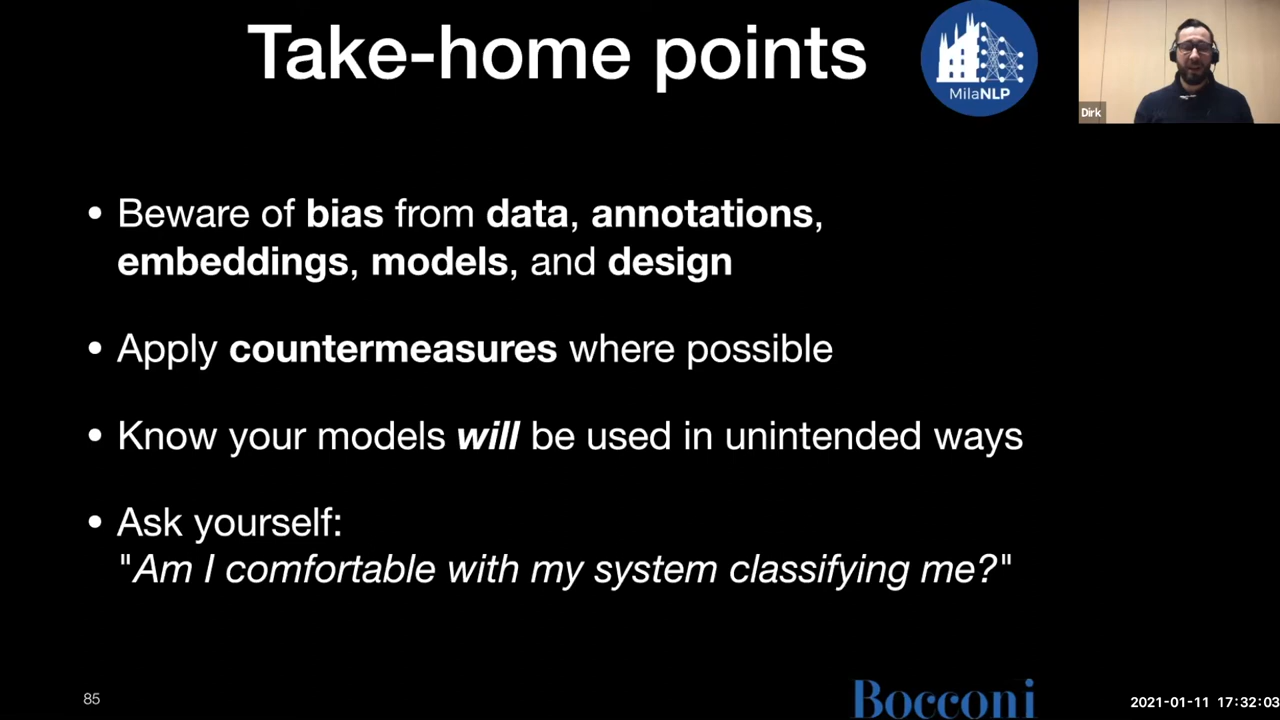 Take-home points
MilaNLP
Dirk
• Beware of bias from data, annotations,
embeddings, models, and design
• Apply countermeasures where possible
• Know your models will be used in unintended ways
• Ask yourself:
"Am I comfortable with my system classifying me?"
85
Bocconi
2021-01-11 17:32:03